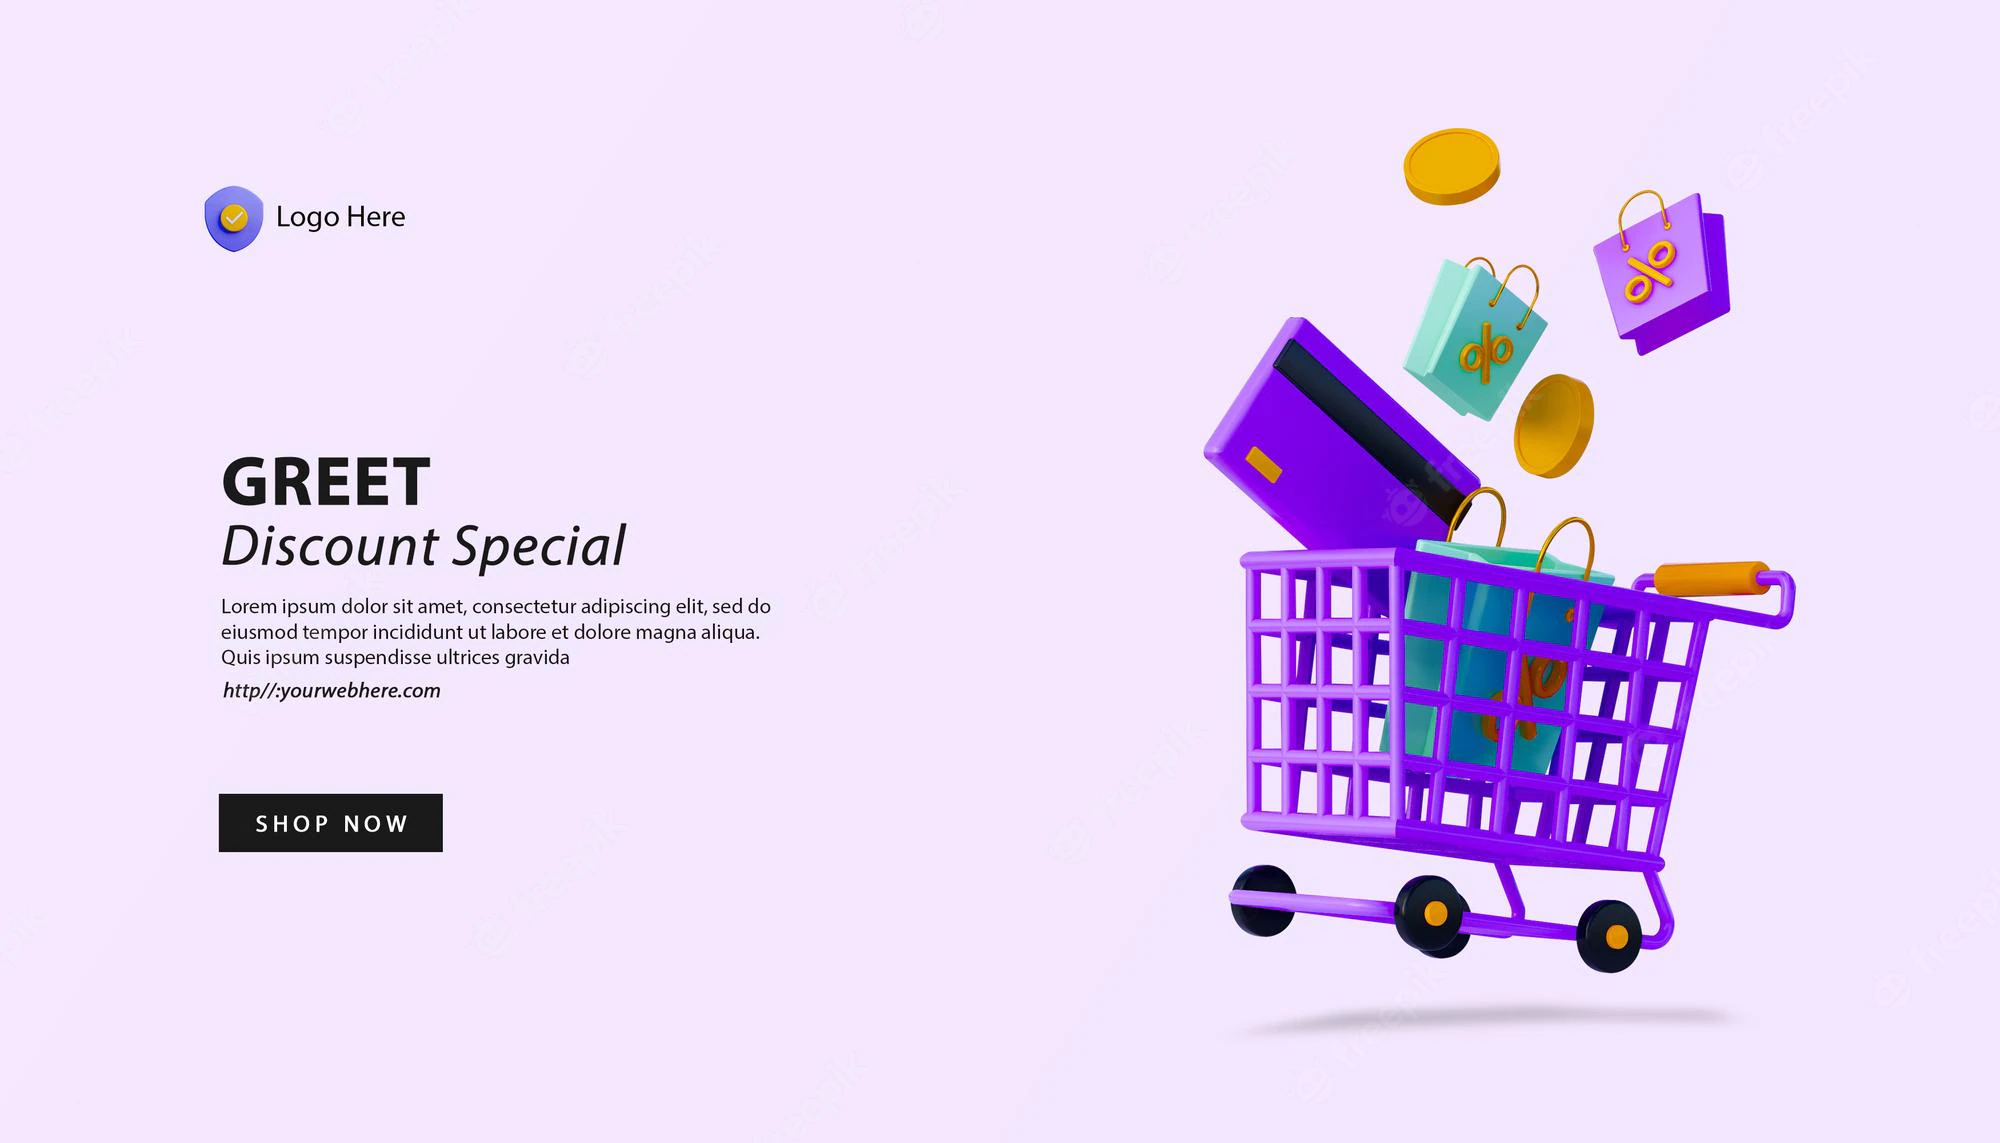 Logo Here
GREET
Discount Special
Lorem ipsum dolor sit amet, consectetur adipiscing elit, sed do
eiusmod tempor incididunt ut labore et dolore magna aliqua.
Quis ipsum suspendisse ultrices gravida
http//:yourwebhere.com
SHOP NOW
%
%
%
freepik